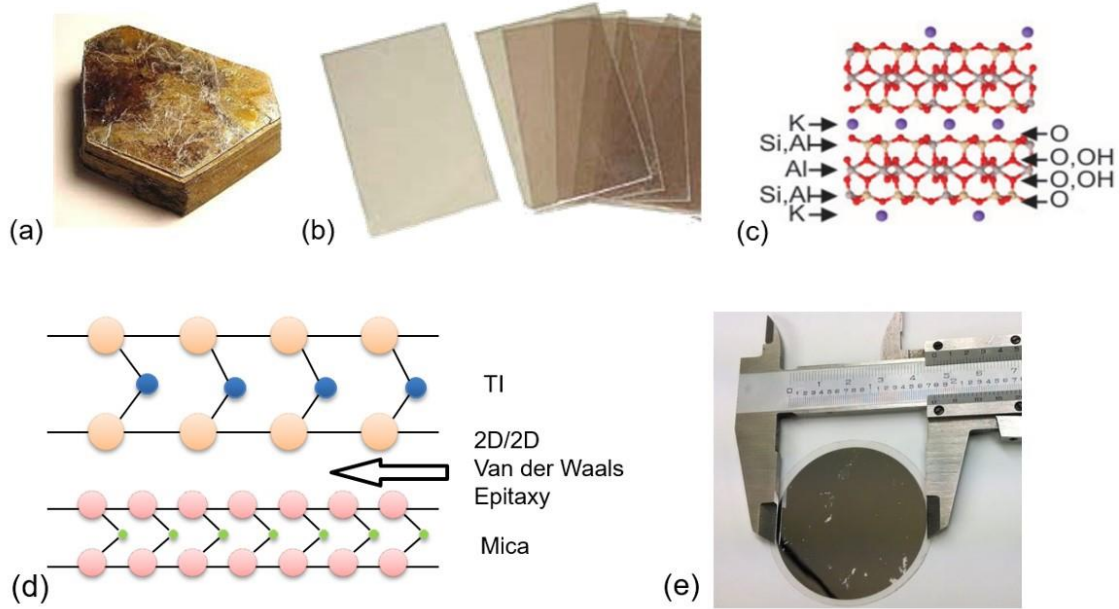 (a)
(b)
K
Si,Al
Al
Si,Al
K
O
O,OH
O,OH
O
(c)
TI
2D/2D
Van der Waals
Epitaxy
Mica
(d)
(e)